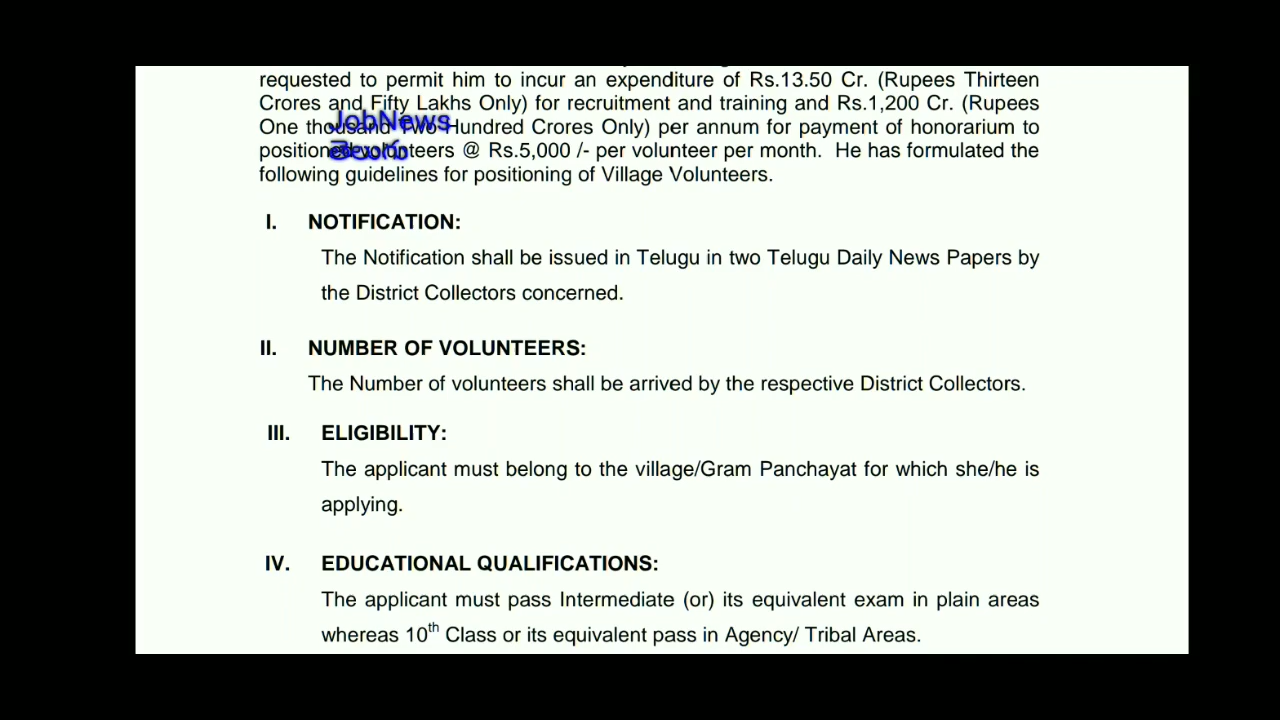 requested to permit him to incur an expenditure of Rs.13.50 Cr. (Rupees Thirteen
Crores and Fifty Lakhs Only) for recruitment and training and Rs.1,200 Cr. (Rupees
JobNews
One thousand Two Hundred Crores Only) per annum for payment of honorarium to
తెలుగు
positioned volunteers @ Rs.5,000 /- per volunteer per month. He has formulated the
following guidelines for positioning of Village Volunteers.
I. NOTIFICATION:
The Notification shall be issued in Telugu in two Telugu Daily News Papers by
the District Collectors concerned.
II. NUMBER OF VOLUNTEERS:
The Number of volunteers shall be arrived by the respective District Collectors.
III. ELIGIBILITY:
The applicant must belong to the village/Gram Panchayat for which she/he is
applying.
IV. EDUCATIONAL QUALIFICATIONS:
The applicant must pass Intermediate (or) its equivalent exam in plain areas
whereas 10th Class or its equivalent pass in Agency/ Tribal Areas.